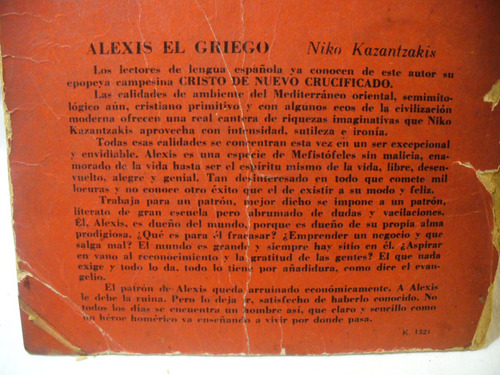 ALEXIS EL GRIEGO Niko Kazantzakis
Los lectores de lengua española ya conocen de este autor su
epopeya campesina CRISTO DE NUEVO CRUCIFICADO.
Las calidades de ambiente del Mediterráneo oriental, semimito-
lógico aún, cristiano primitivo y con algunos ecos de la civilización
moderna ofrecen una real cantera de riquezas imaginativas que Niko
Kazantzakis aprovecha con intensidad, sutileza e ironía.
Todas esas calidades se concentran esta vez en un ser excepcional
y envidiable. Alexis es una especie de Mefistófeles sin malicia, ena-
morado de la vida hasta ser el espíritu mismo de la vida, libre, desen-
vuelto, alegre y genial. Tan desinteresado en todo que comete mil
locuras y no conoce otro éxito que el de existir a su modo y feliz.
Trabaja para un patrón, mejor dicho se impone a un patrón,
literato de gran escuela pero abrumado de dudas y vacilaciones.
Él, Alexis, es dueño del mundo, porque es dueño de su propia alma
prodigiosa. ¿Qué es para él fracasar? ¿Emprender un negocio y que
salga mal? El mundo es grande y siempre hay sitio en él. ¿Aspirar
en vano al reconocimiento y la gratitud de las gentes? El que nada
exige y todo lo da, todo lo tiene por añadidura, como dice el evan-
gelio.
El patrón de Alexis queda arruinado económicamente. A Alexis
le debe la ruina. Pero lo deja ir, satisfecho de haberlo conocido. No
todos los días se encuentra un hombre así, que claro y sencillo como
un héroe homérico va enseñando a vivir por donde pasa.
E. 1321